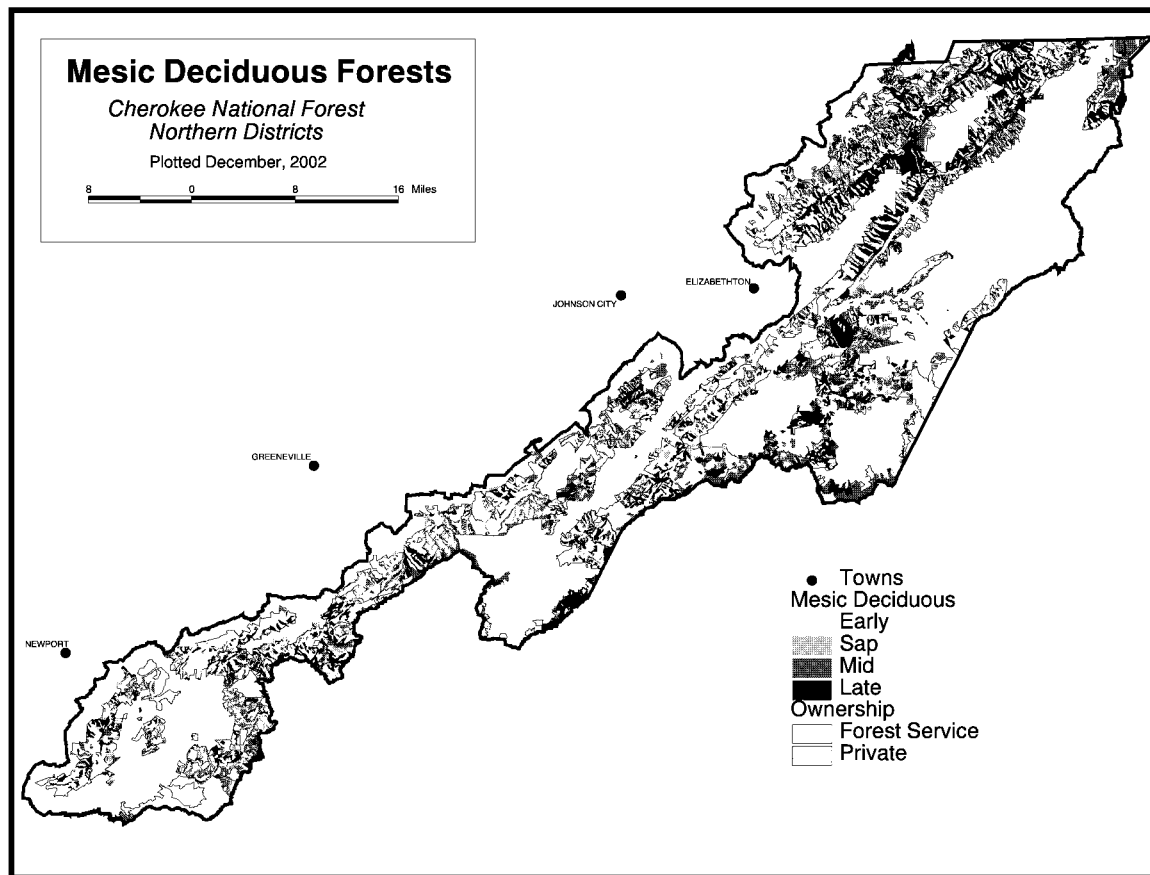 Mesic Deciduous Forests
Cherokee National Forest
Northern Districts
Plotted December, 2002
8 0 8 16 Miles
ELIZABETHTON
JOHNSON CITY
GREENEVILLE
NEWPORT
Towns
Mesic Deciduous
Early
Sap
Mid
Late
Ownership
Forest Service
Private